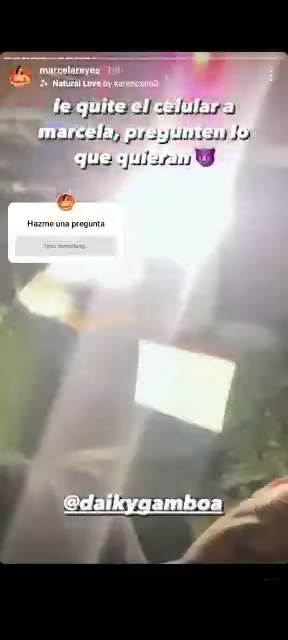 marcelareyes 11h
Natural Love by karencano2
le quite el celular a
marcela, pregunten lo
que quieran
Hazme una pregunta
Type something...
@daikygamboa